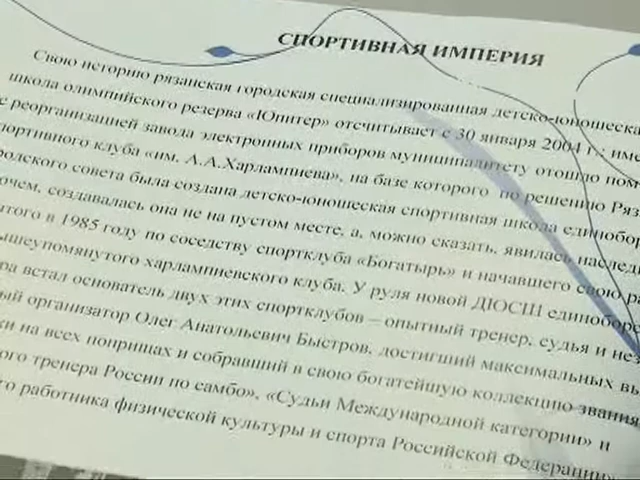 СПОРТИВНАЯ ИМПЕРИЯ
Свою историю рязанская городская специализированная детско-юношеская
школа олимпийского резерва «Юпитер» отсчитывает с 30 января 2004 г.:
с реорганизацией завода электронных приборов муниципалитету отошло
спортивного клуба «им. А.А.Харлампиева», на базе которого по решению
городского совета была создана детско-юношеская спортивная школа
создавалась она не на пустом месте, а, можно сказать, явилась
в 1985 году по соседству спортклуба «Богатырь» и начавшего свою
вышеупомянутого харлампиевского клуба. У руля новой ДЮСШ
встал основатель двух этих спортклубов – опытный тренер, судья и
организатор Олег Анатольевич Быстров, достигший максимальных
на всех поприщах и собравший в свою богатейшую коллекцию звания
тренера России по самбо», «Судьи Международной категории» и
работника физической культуры и спорта Российской Федерации»